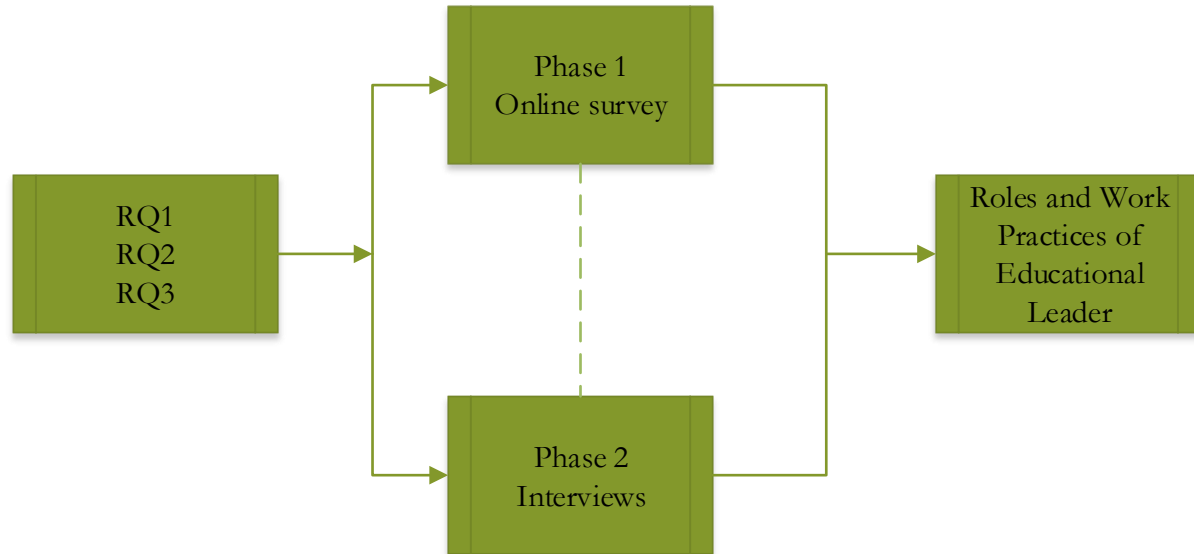 RQ1
RQ2
RQ3
Phase 1
Online survey
Phase 2
Interviews
Roles and Work
Practices of
Educational
Leader